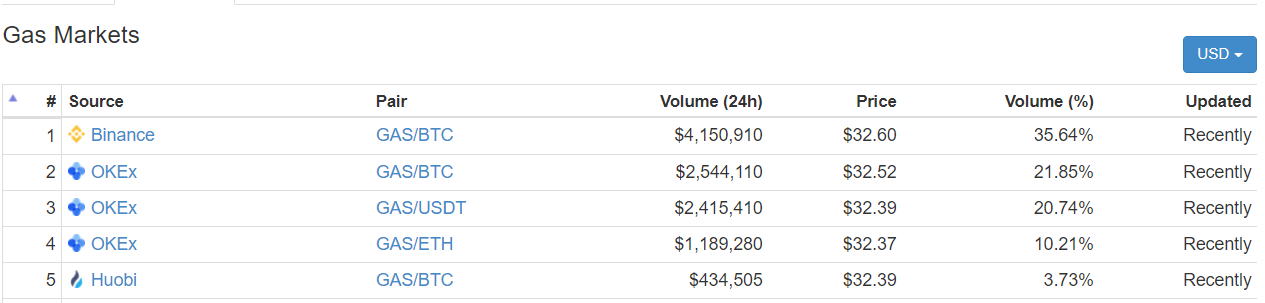 Gas Markets
USD
# Source Pair Volume (24h) Price Volume (%) Updated
1 Binance GAS/BTC $4,150,910 $32.60 35.64% Recently
2 OKEx GAS/BTC $2,544,110 $32.52 21.85% Recently
3 OKEx GAS/USDT $2,415,410 $32.39 20.74% Recently
4 OKEx GAS/ETH $1,189,280 $32.37 10.21% Recently
5 Huobi GAS/BTC $434,505 $32.39 3.73% Recently